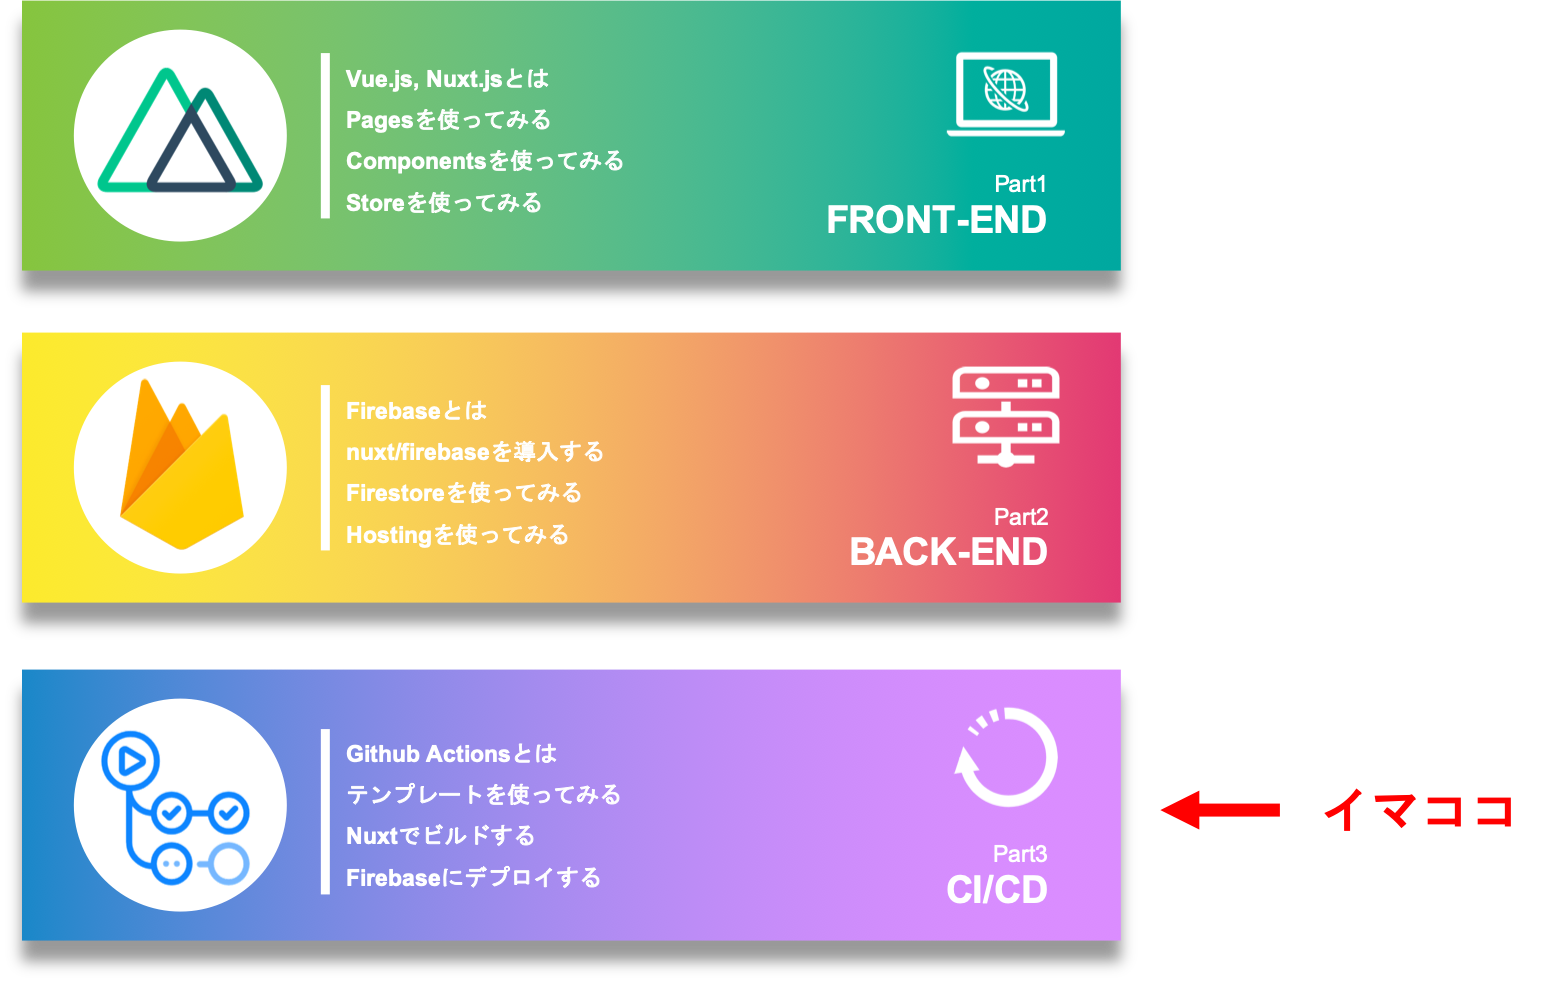 Vue.js, Nuxt.jsとは
Pagesを使ってみる
Componentsを使ってみる
Storeを使ってみる
Part1
FRONT-END
Firebaseとは
nuxt/firebaseを導入する
Firestoreを使ってみる
Hostingを使ってみる
Part2
BACK-END
Github Actionsとは
テンプレートを使ってみる
Nuxtでビルドする
Firebaseにデプロイする
Part3
CI/CD
イマココ